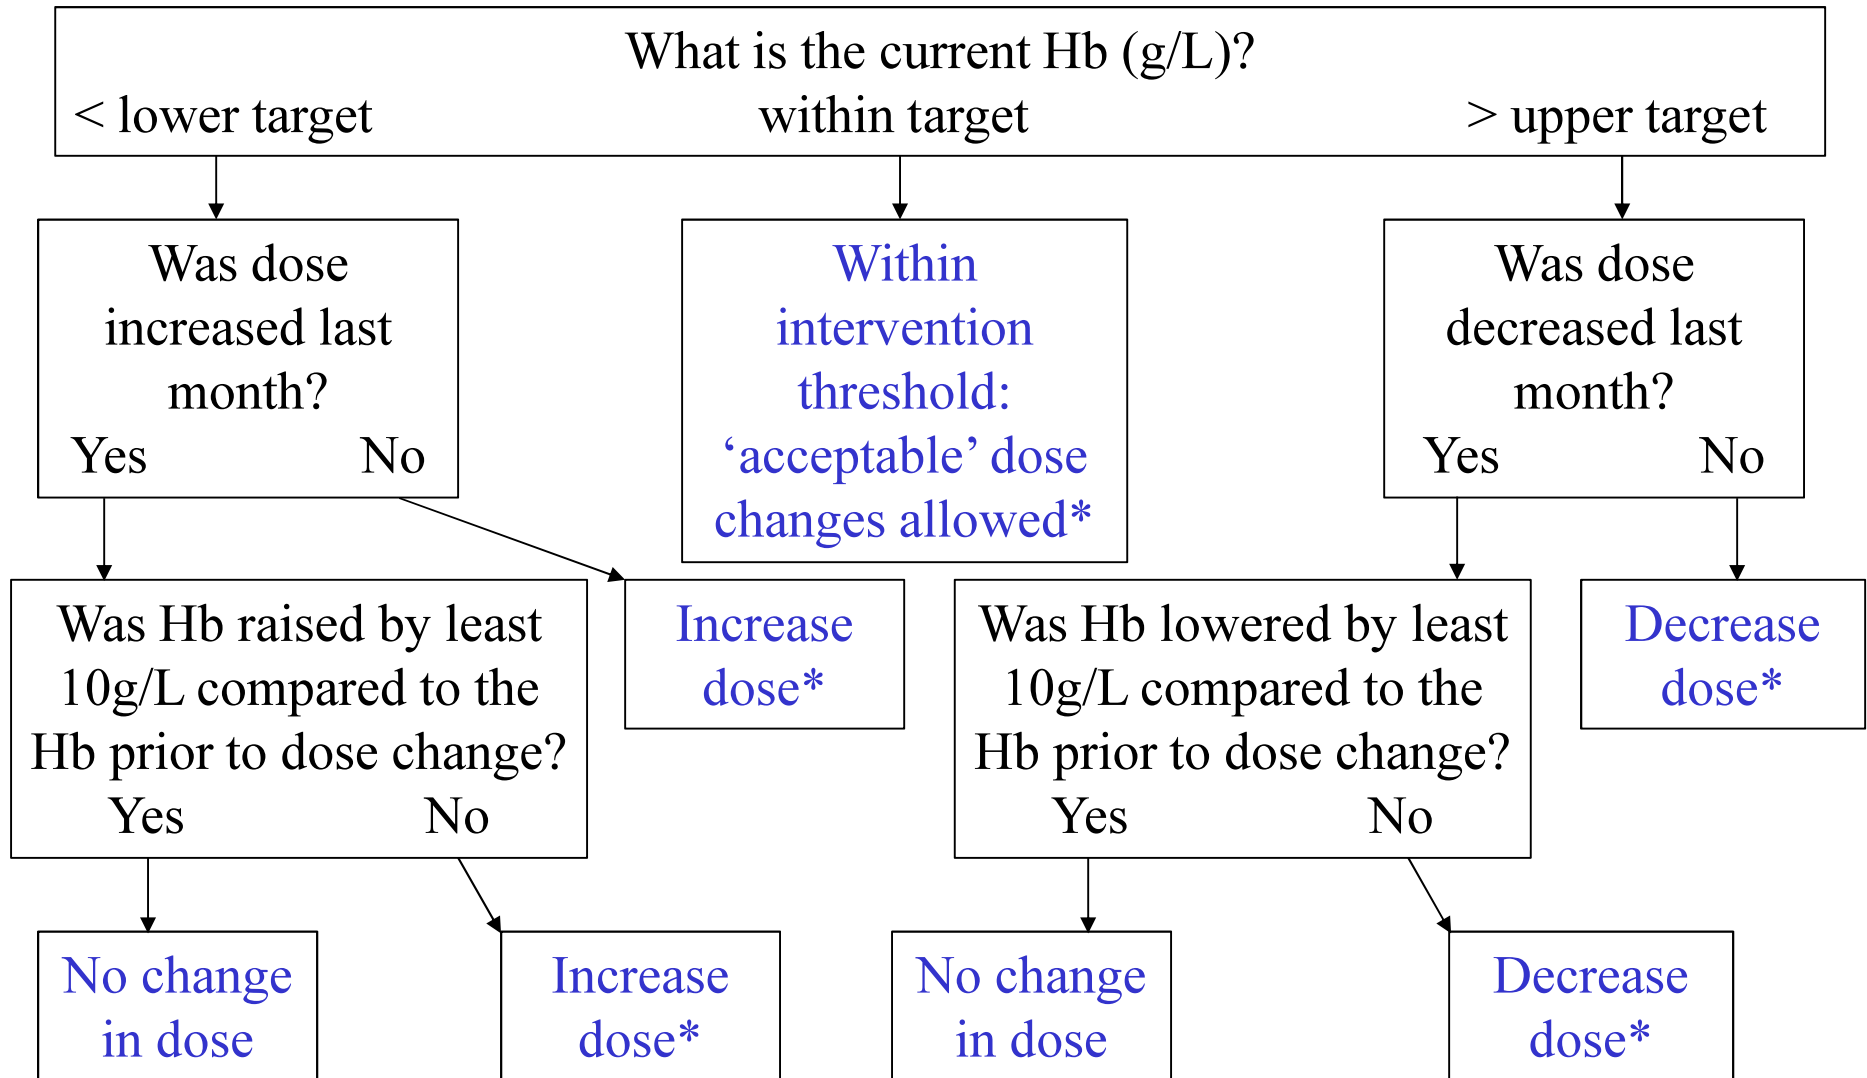 What is the current Hb (g/L)?
< lower target within target > upper target
Was dose
increased last
month?
Yes No
Within
intervention
threshold:
‘acceptable’ dose
changes allowed*
Was dose
decreased last
month?
Yes No
Was Hb raised by least
10g/L compared to the
Hb prior to dose change?
Yes No
Increase
dose*
Was Hb lowered by least
10g/L compared to the
Hb prior to dose change?
Yes No
Decrease
dose*
No change
in dose
Increase
dose*
No change
in dose
Decrease
dose*